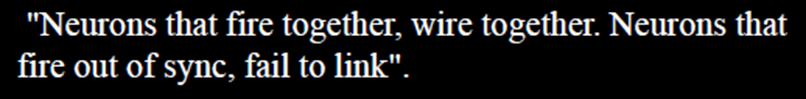 "Neurons that fire together, wire together. Neurons that
fire out of sync, fail to link".